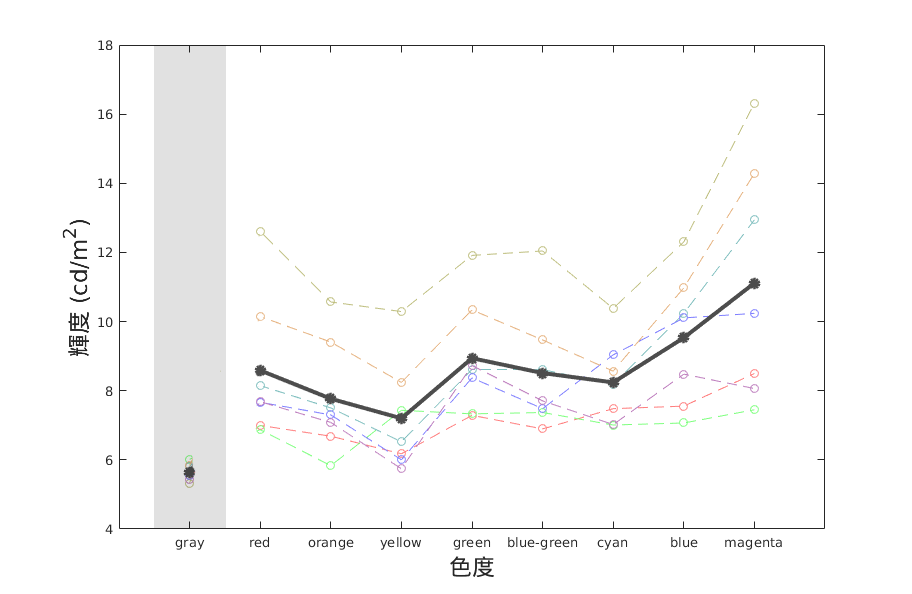 18
16
14
12
10
8
6
4
輝度 (cd/m²)
gray red orange yellow green blue-green cyan blue magenta
色度